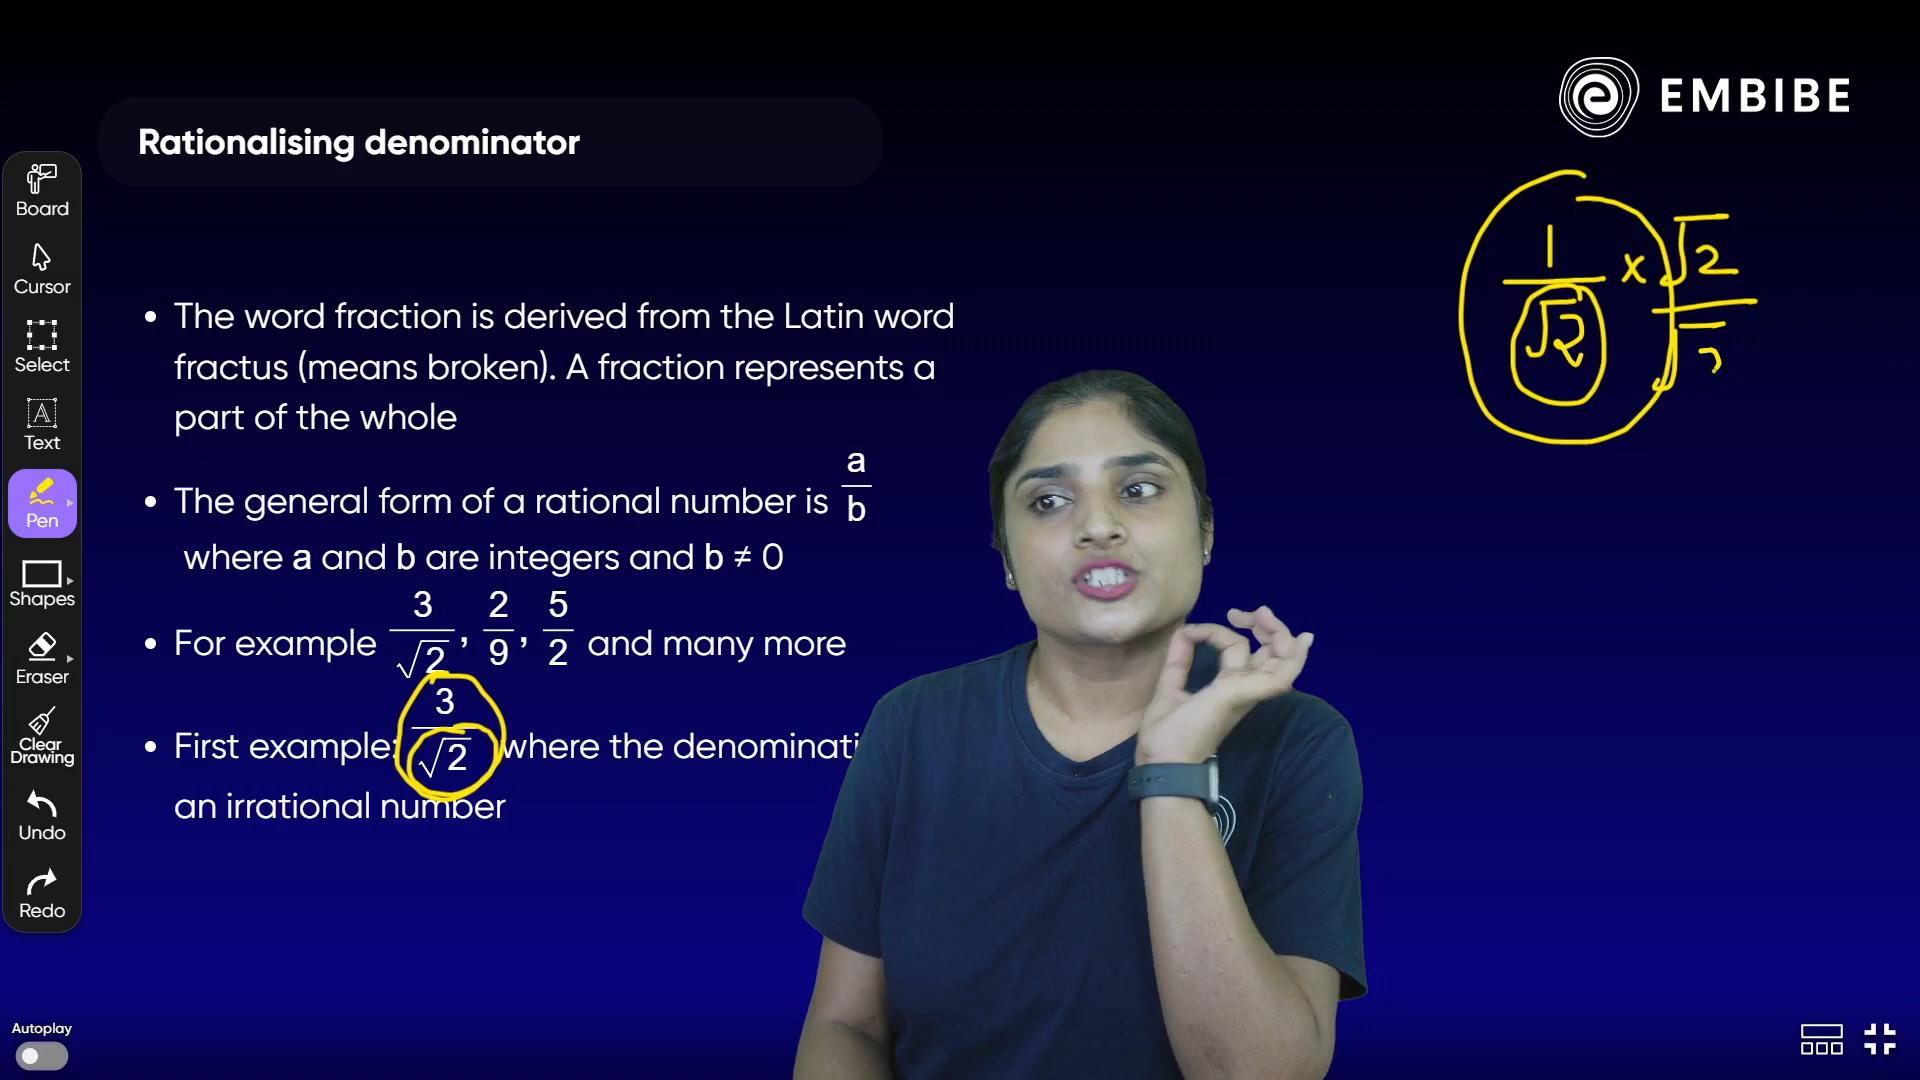 EMBIBE
Rationalising denominator
Board
Cursor
Select
Text
Pen
Shapes
Eraser
Clear
Drawing
Undo
Redo
Autoplay
• The word fraction is derived from the Latin word
fractus (means broken). A fraction represents a
part of the whole
• The general form of a rational number is a/b
where a and b are integers and b ≠ 0
• For example 3/√2, 2/9, 5/2 and many more
• First example: 3/√2 where the
an irrational number
1/√2 × √2/√